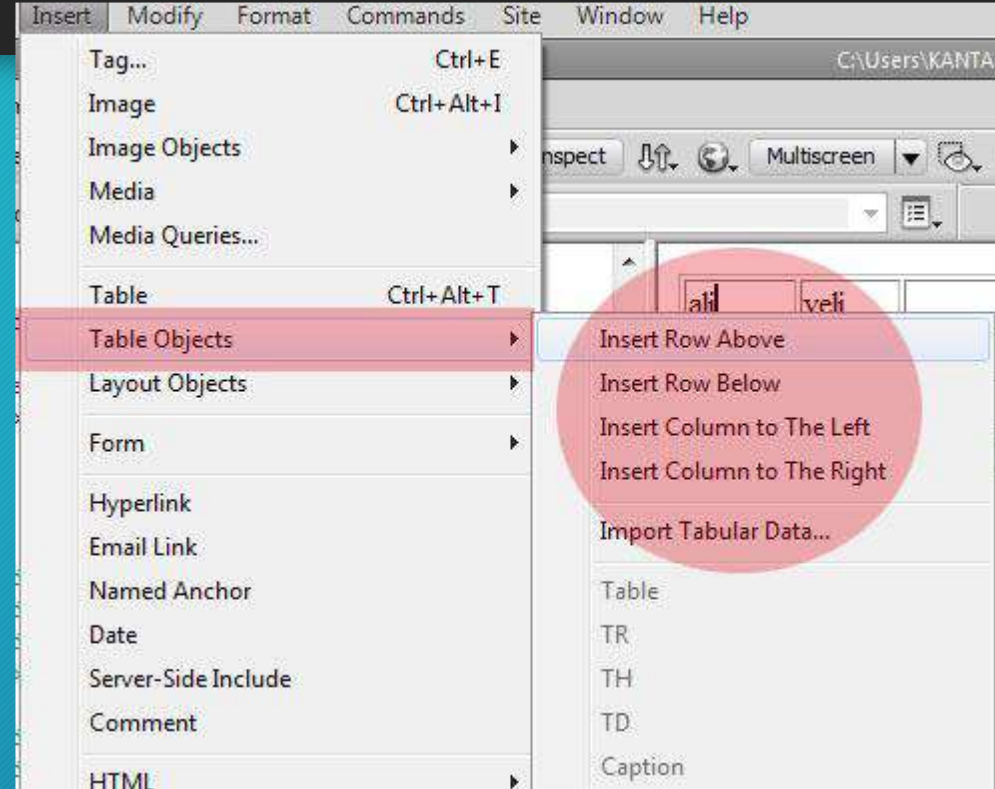 Insert Modify Format Commands Site Window Help
C:\Users\KANTA
Tag... Ctrl+E
Image Ctrl+Alt+I
Image Objects
Media
Media Queries...
Table Ctrl+Alt+T
Table Objects
Layout Objects
Form
Hyperlink
Email Link
Named Anchor
Date
Server-Side Include
Comment
HTML
nspect Multiscreen
ali veli
Insert Row Above
Insert Row Below
Insert Column to The Left
Insert Column to The Right
Import Tabular Data...
Table
TR
TH
TD
Caption